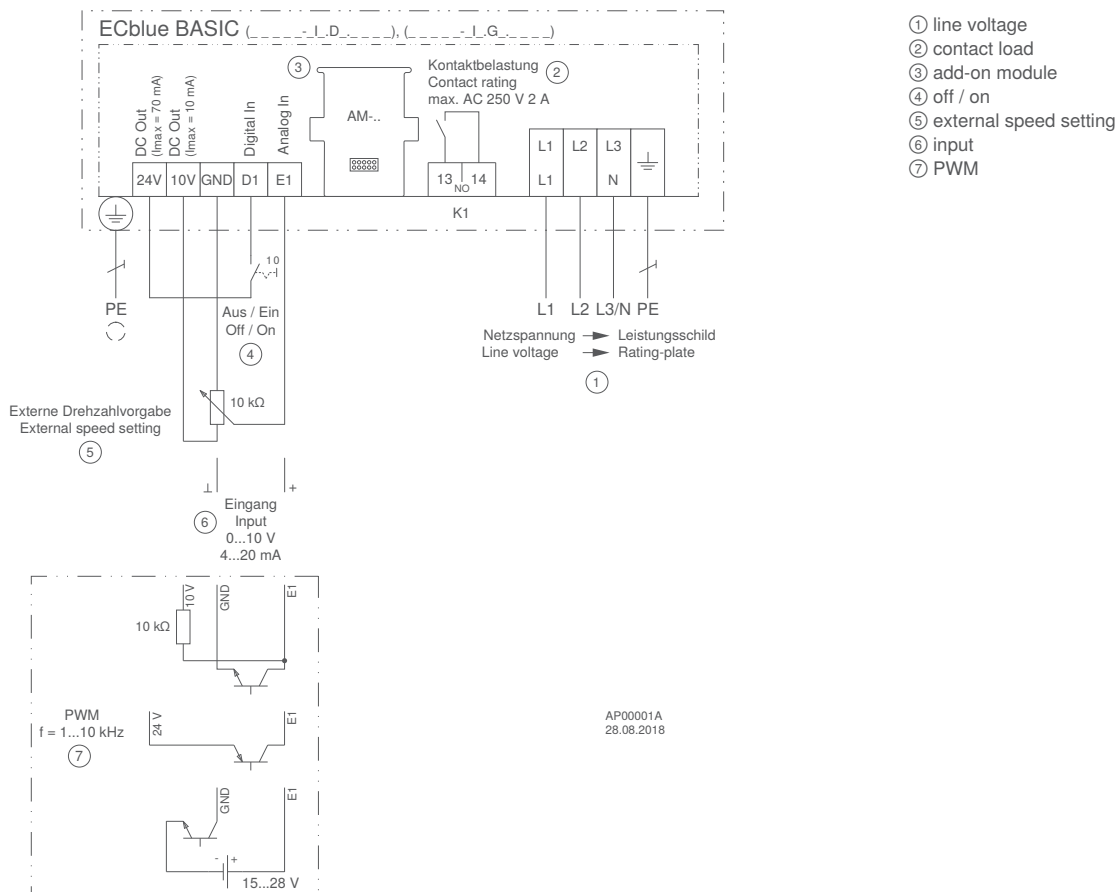 ECblue BASIC (_ _ _ _ _-_I_.D_._ _ _ _), (_ _ _ _ _-_I_.G_._ _ _ _)
① line voltage
② contact load
③ add-on module
④ off / on
⑤ external speed setting
⑥ input
⑦ PWM
DC Out
(Imax = 70 mA)
DC Out
(Imax = 10 mA)
Digital In
Analog In
③
AM-..
Kontaktbelastung
Contact rating
max. AC 250 V 2 A
②
24V 10V GND D1 E1
13 NO 14
L1 L2 L3
L1 N
K1
PE
1 0
Aus / Ein
Off / On
④
L1 L2 L3/N PE
Netzspannung Leistungsschild
Line voltage Rating-plate
①
10 kΩ
Externe Drehzahlvorgabe
External speed setting
⑤
⊥ +
⑥
Eingang
Input
0...10 V
4...20 mA
10 V
GND
E1
10 kΩ
PWM
f = 1...10 kHz
⑦
24 V
E1
GND
E1
- +
15...28 V
AP00001A
28.08.2018